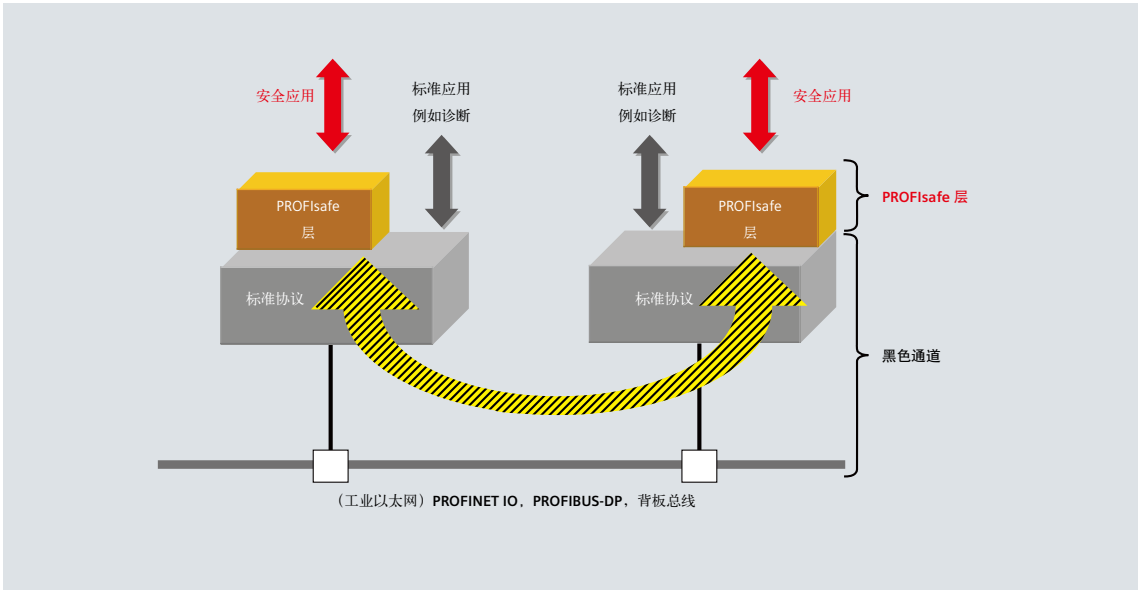 安全应用
标准应用
例如诊断
标准应用
例如诊断
安全应用
PROFIsafe
层
PROFIsafe
层
PROFIsafe 层
标准协议
标准协议
黑色通道
（工业以太网）PROFINET IO，PROFIBUS-DP，背板总线